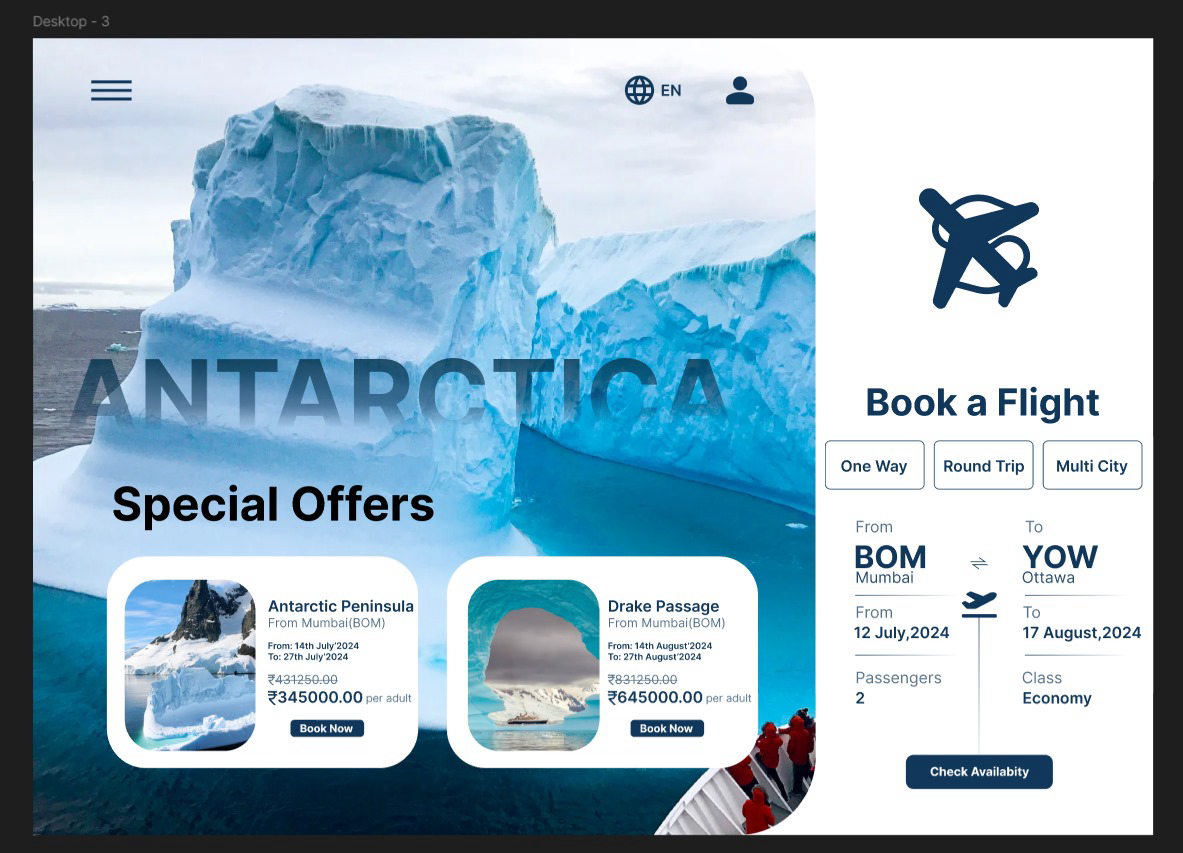 Desktop - 3
EN
ANTARCTICA
Special Offers
Antarctic Peninsula
From Mumbai(BOM)
From: 14th July'2024
To: 27th July'2024
₹431250.00
₹345000.00 per adult
Book Now
Drake Passage
From Mumbai(BOM)
From: 14th August'2024
To: 27th August'2024
₹831250.00
₹645000.00 per adult
Book Now
Book a Flight
One Way
Round Trip
Multi City
From
To
BOM
YOW
Mumbai
Ottawa
From
To
12 July,2024
17 August,2024
Passengers
Class
2
Economy
Check Availabity